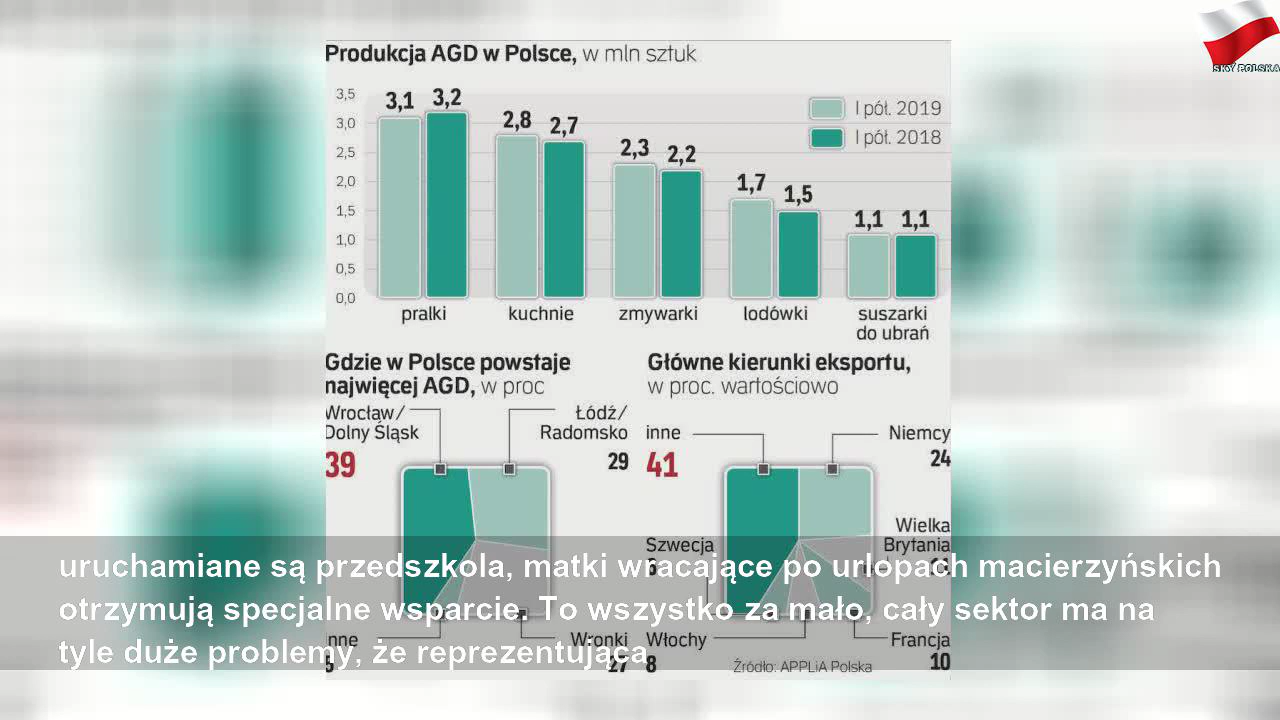 SKY POLSKA
Produkcja AGD w Polsce, w mln sztuk
3,5
3,0
2,5
2,0
1,5
1,0
0,5
0,0
3,1 3,2
2,8 2,7
2,3 2,2
1,7 1,5
1,1 1,1
I pół. 2019
I pół. 2018
pralki kuchnie zmywarki lodówki suszarki
do ubrań
Gdzie w Polsce powstaje
najwięcej AGD, w proc
Wrocław/
Dolny Śląsk
39
Łódź/
Radomsko
29
Wronki
27
Główne kierunki eksportu,
w proc. wartościowo
inne
41
Niemcy
24
Wielka
Brytania
Szwecja
6
Włochy
8
Francja
10
Źródło: APPLiA Polska
uruchamiane są przedszkola, matki wracające po urlopach macierzyńskich
otrzymują specjalne wsparcie. To wszystko za mało, cały sektor ma na
tyle duże problemy, że reprezentująca